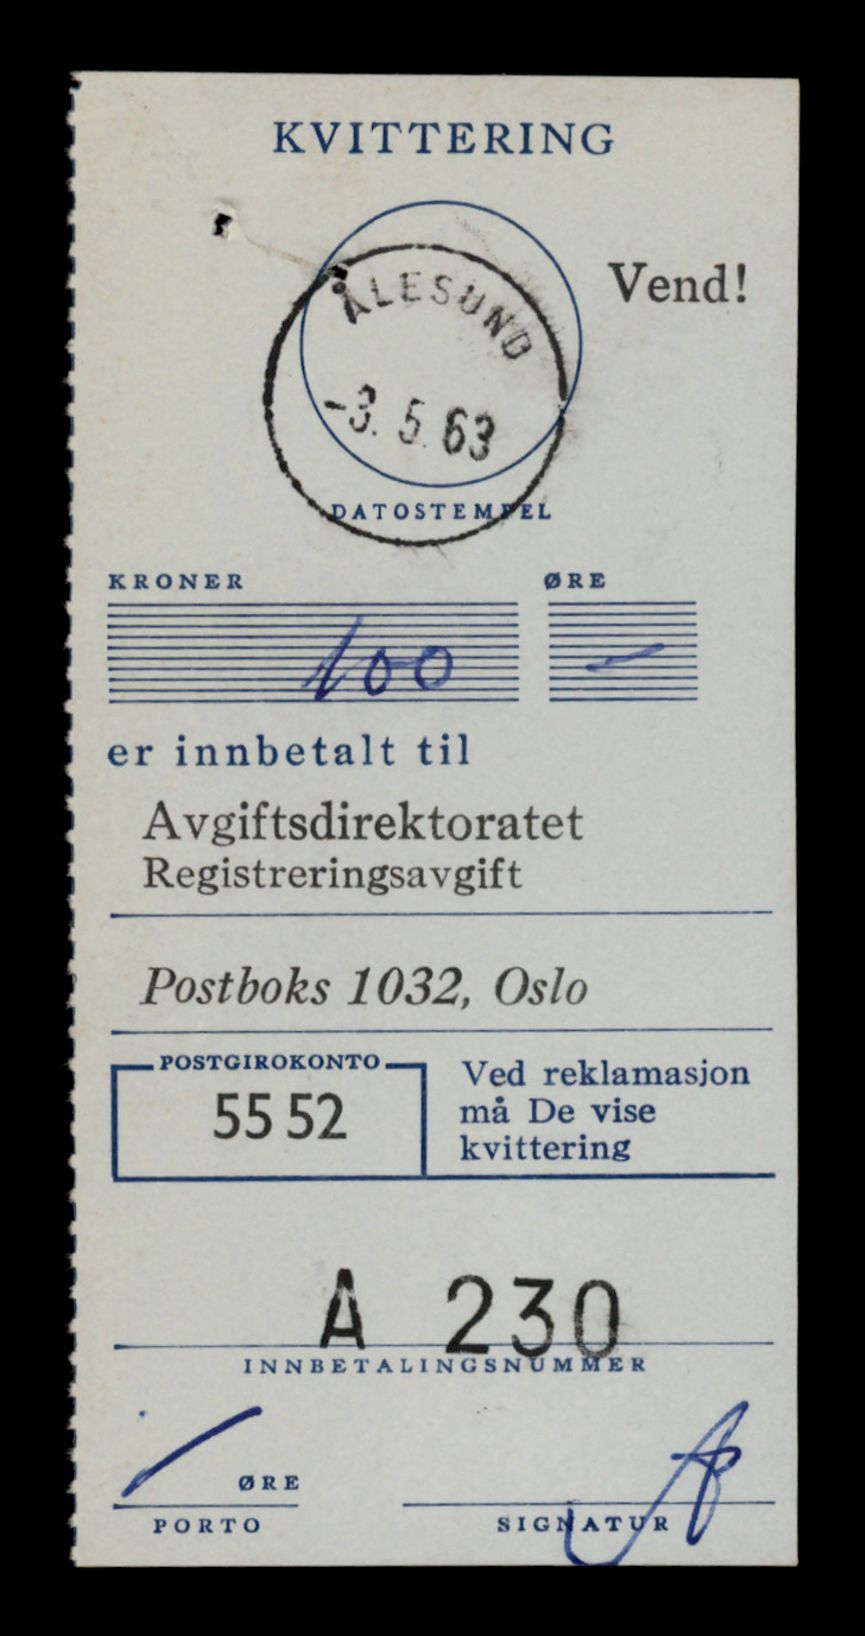 KVITTERING
Vend!
ÅLESUND
-3. 5. 63
DATOSTEMPEL
KRONER ØRE
100 —
er innbetalt til
Avgiftsdirektoratet
Registreringsavgift
Postboks 1032, Oslo
POSTGIROKONTO
55 52
Ved reklamasjon
må De vise
kvittering
A 230
INNBETALINGSNUMMER
ØRE
PORTO
SIGNATUR